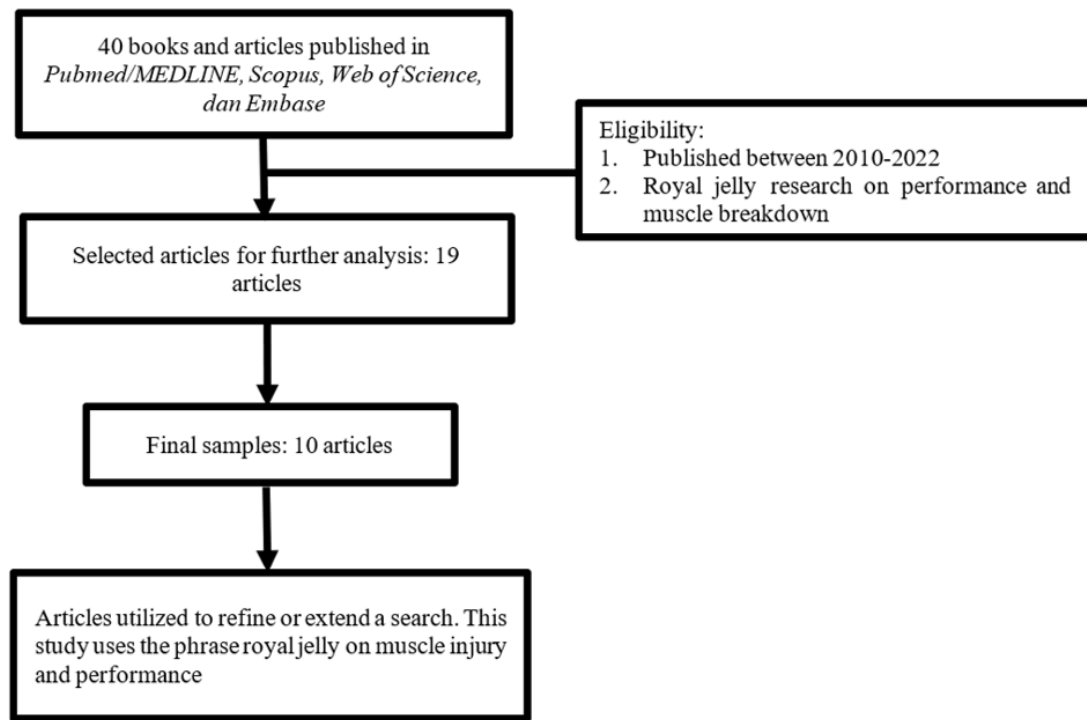 40 books and articles published in
Pubmed/MEDLINE, Scopus, Web of Science,
dan Embase
Eligibility:
1. Published between 2010-2022
2. Royal jelly research on performance and
muscle breakdown
Selected articles for further analysis: 19
articles
Final samples: 10 articles
Articles utilized to refine or extend a search. This
study uses the phrase royal jelly on muscle injury
and performance